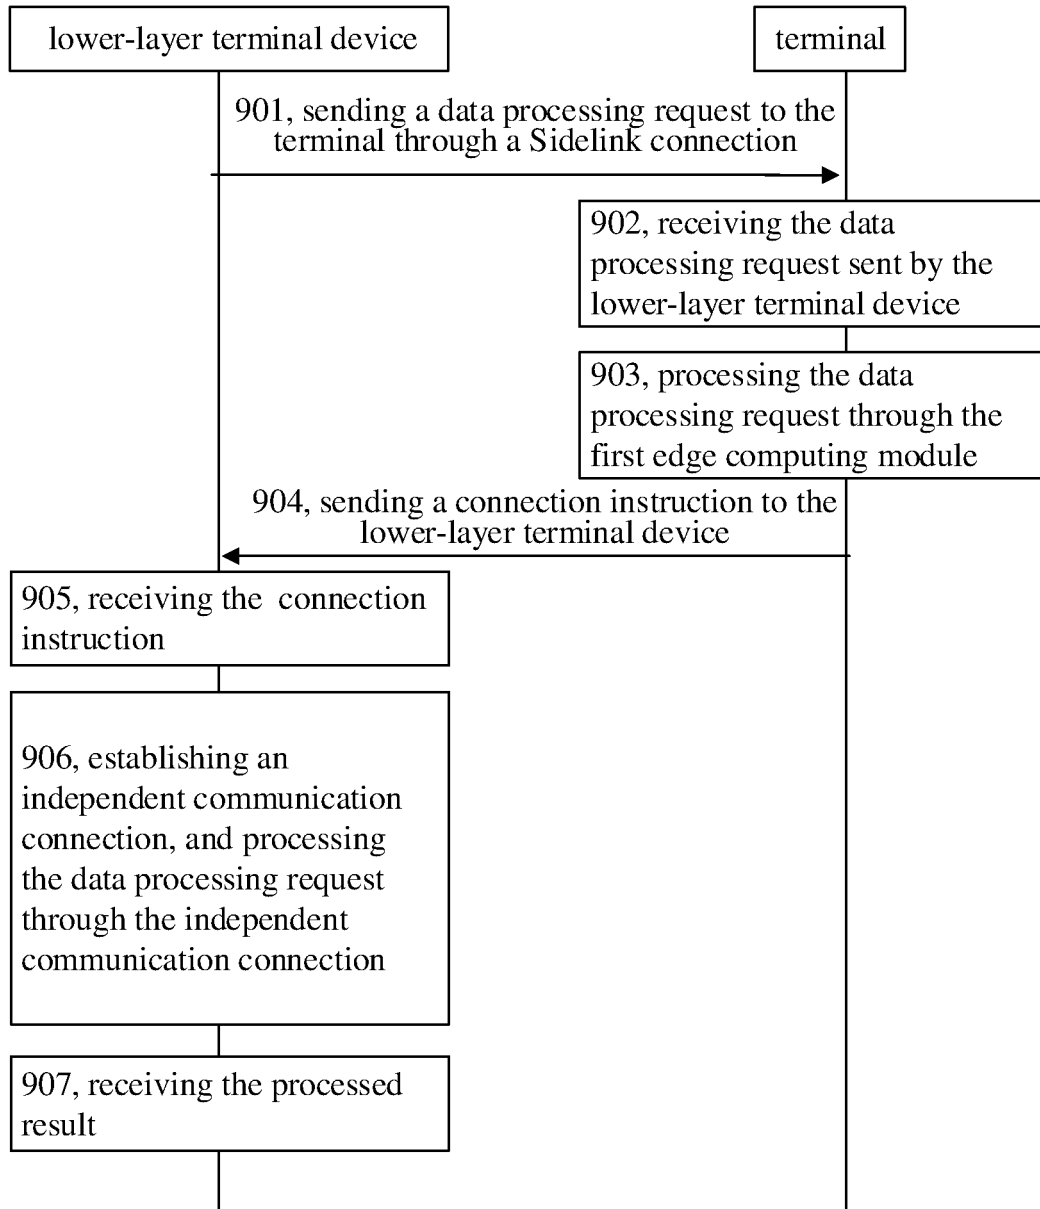 lower-layer terminal device
terminal
901, sending a data processing request to the
terminal through a Sidelink connection
902, receiving the data
processing request sent by the
lower-layer terminal device
903, processing the data
processing request through the
first edge computing module
904, sending a connection instruction to the
lower-layer terminal device
905, receiving the connection
instruction
906, establishing an
independent communication
connection, and processing
the data processing request
through the independent
communication connection
907, receiving the processed
result